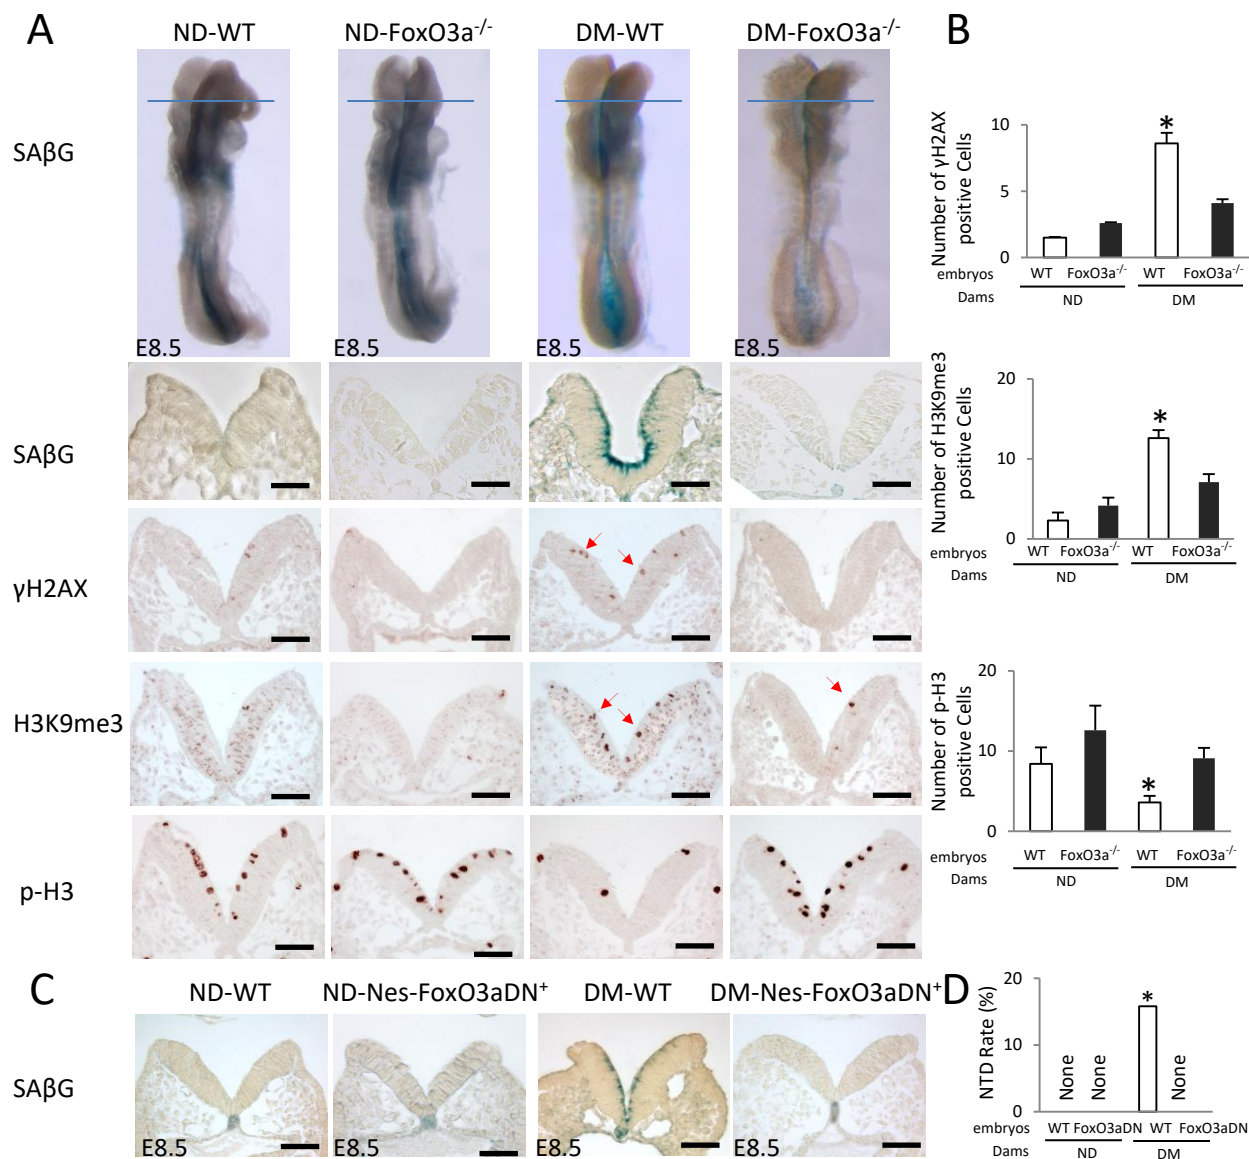 A
ND-WT ND-FoxO3a-/- DM-WT DM-FoxO3a-/-
SAβG
E8.5 E8.5 E8.5 E8.5
SAβG
γH2AX
H3K9me3
p-H3
B
Number of γH2AX
positive Cells
10
5
0
embryos WT FoxO3a-/- WT FoxO3a-/-
Dams ND DM
*
Number of H3K9me3
positive Cells
20
10
0
embryos WT FoxO3a-/- WT FoxO3a-/-
Dams ND DM
*
Number of p-H3
positive Cells
20
10
0
embryos WT FoxO3a-/- WT FoxO3a-/-
Dams ND DM
*
C
ND-WT ND-Nes-FoxO3aDN+ DM-WT DM-Nes-FoxO3aDN+
SAβG
E8.5 E8.5 E8.5 E8.5
D
NTD Rate (%)
20
10
0
None None * None
embryos WT FoxO3aDN WT FoxO3aDN
Dams ND DM